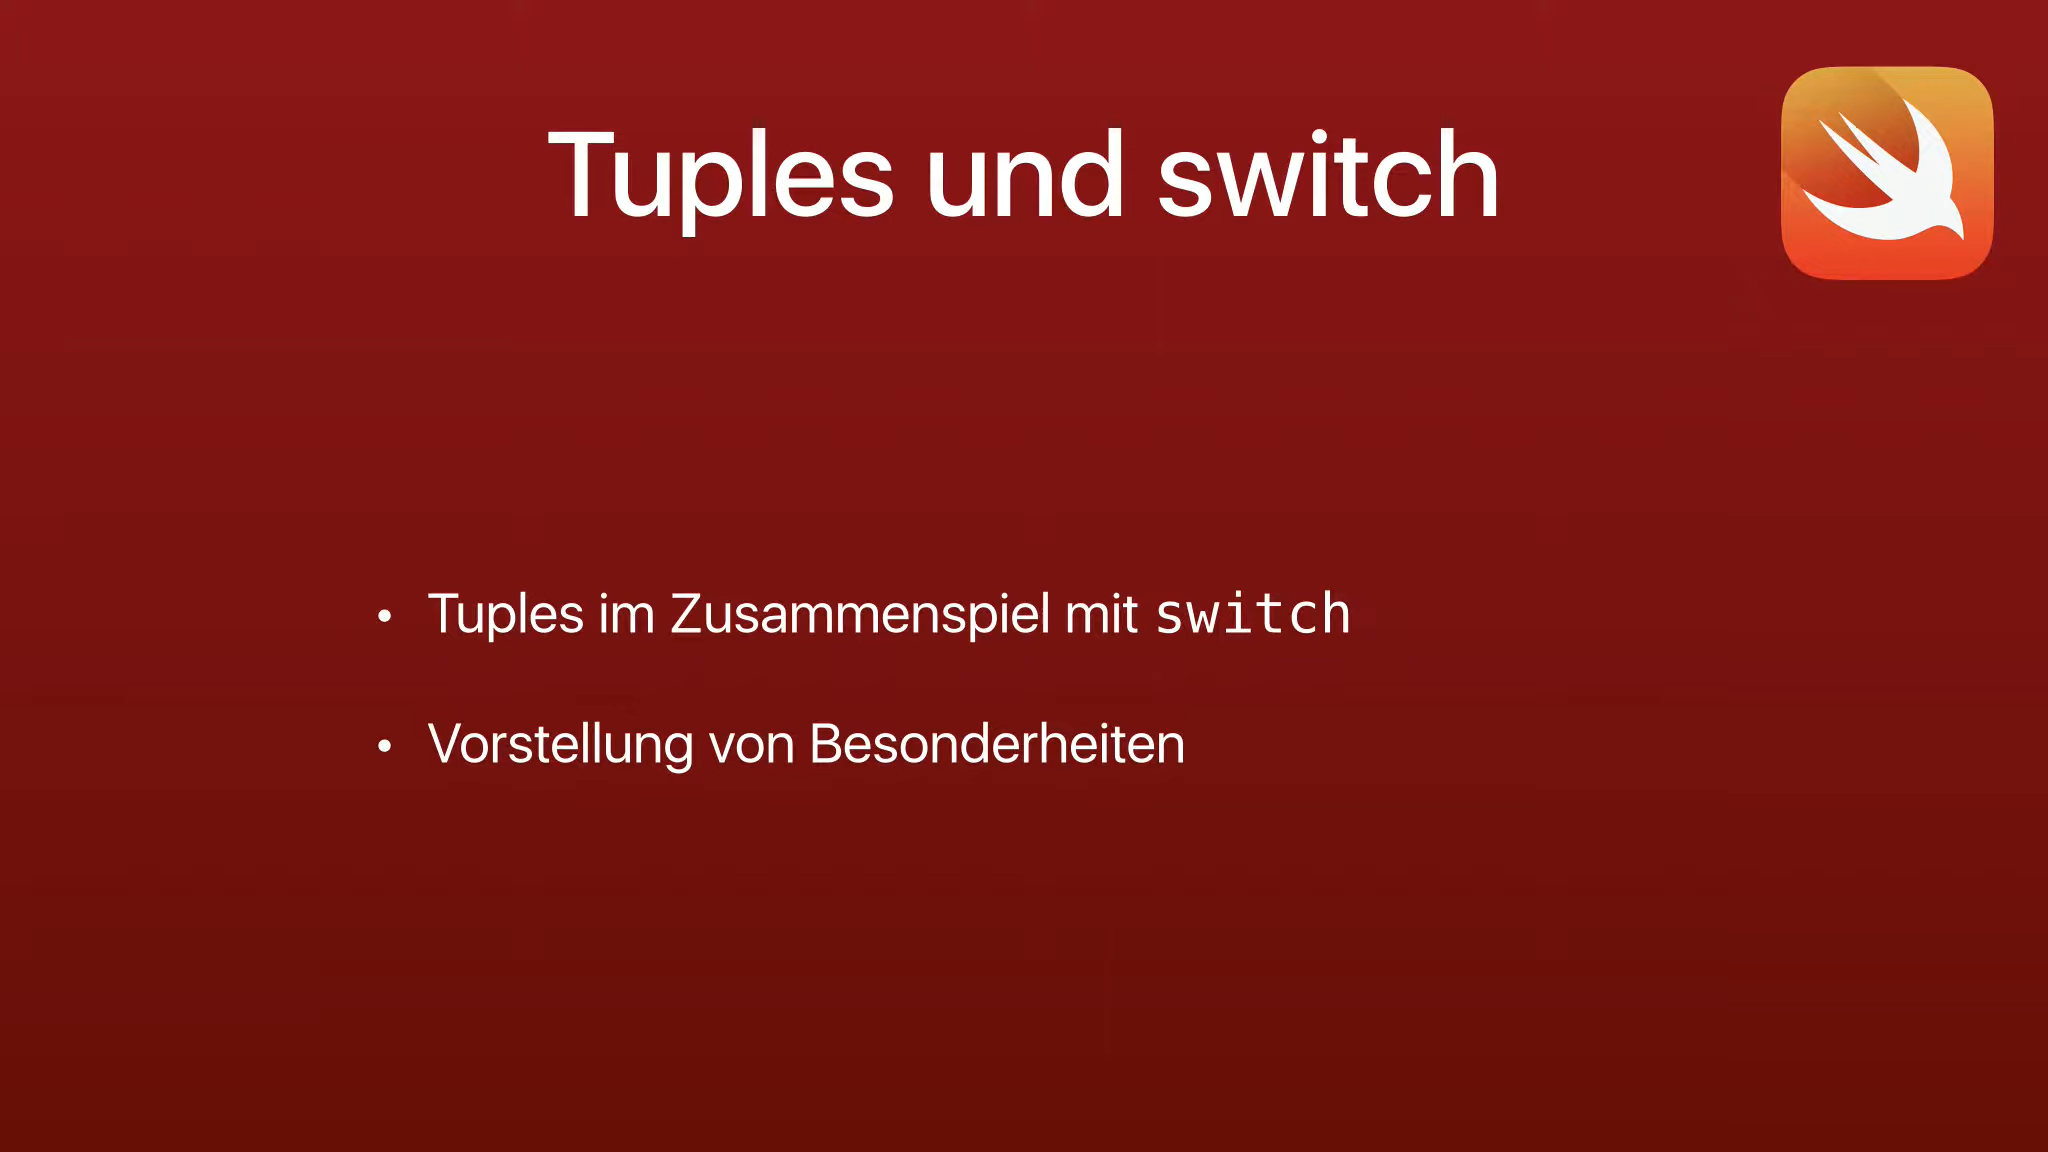 Tuples und switch
• Tuples im Zusammenspiel mit switch
• Vorstellung von Besonderheiten